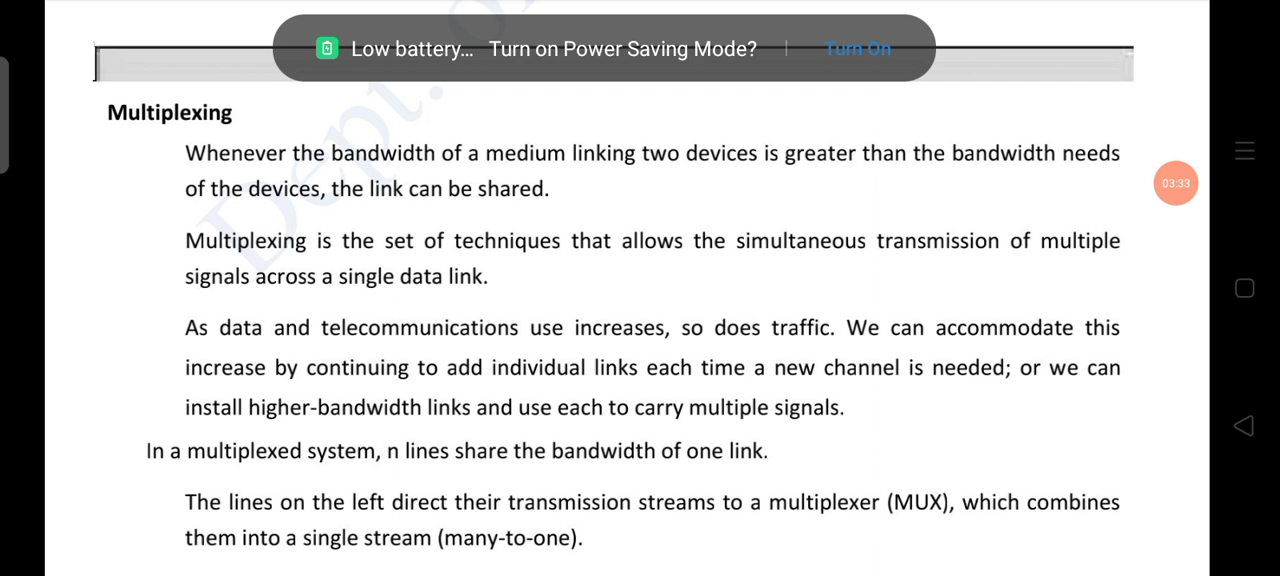 Low battery... Turn on Power Saving Mode? Turn On
Multiplexing
Whenever the bandwidth of a medium linking two devices is greater than the bandwidth needs
of the devices, the link can be shared.
03:33
Multiplexing is the set of techniques that allows the simultaneous transmission of multiple
signals across a single data link.
As data and telecommunications use increases, so does traffic. We can accommodate this
increase by continuing to add individual links each time a new channel is needed; or we can
install higher-bandwidth links and use each to carry multiple signals.
In a multiplexed system, n lines share the bandwidth of one link.
The lines on the left direct their transmission streams to a multiplexer (MUX), which combines
them into a single stream (many-to-one).
Dept. o